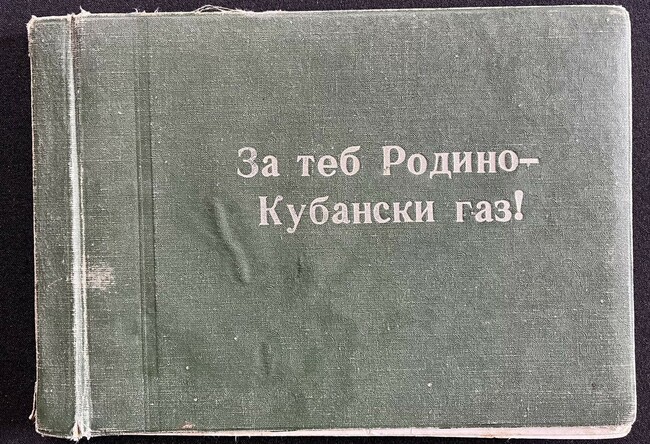 За теб Родино–
Кубански газ!